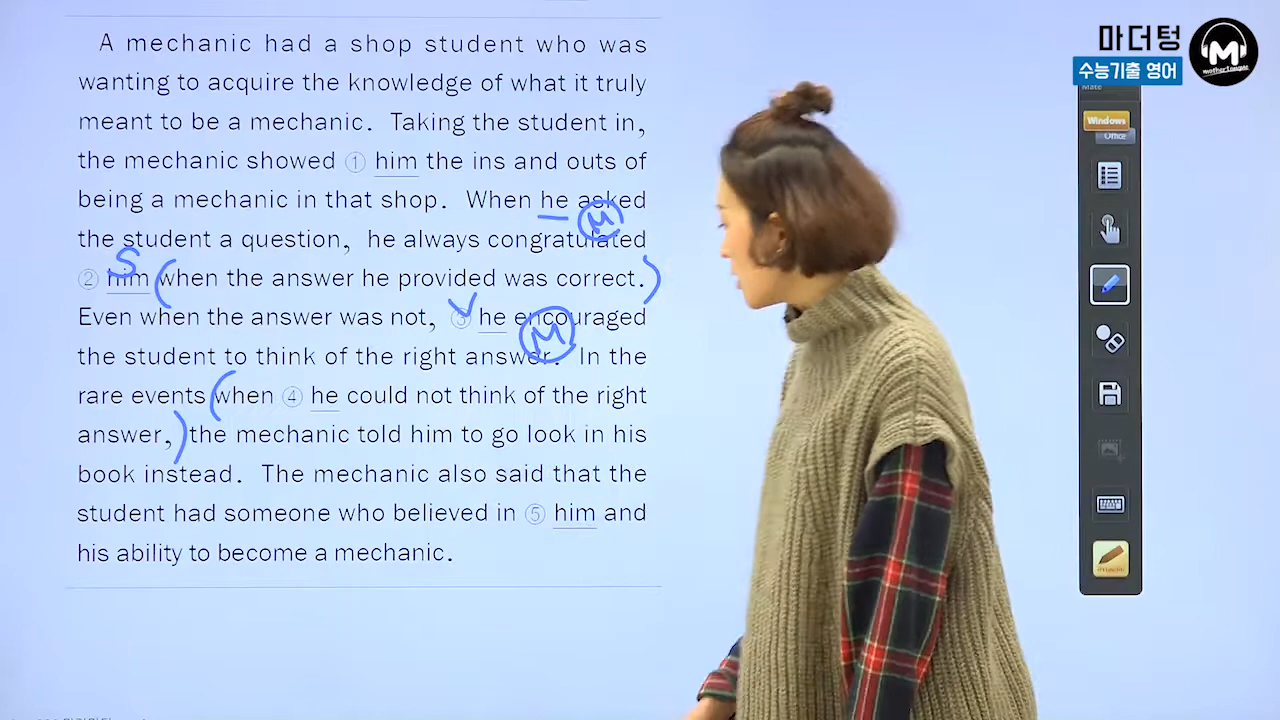 A mechanic had a shop student who was
wanting to acquire the knowledge of what it truly
meant to be a mechanic. Taking the student in,
the mechanic showed ① him the ins and outs of
being a mechanic in that shop. When he asked
M
the student a question, he always congratulated
S
② him (when the answer he provided was correct.)
Even when the answer was not, ③ he encouraged
M
the student to think of the right answer. In the
rare events (when ④ he could not think of the right
answer,) the mechanic told him to go look in his
book instead. The mechanic also said that the
student had someone who believed in ⑤ him and
his ability to become a mechanic.
마더텅
수능기출 영어
M
mothertongue
Mate
Windows
Office